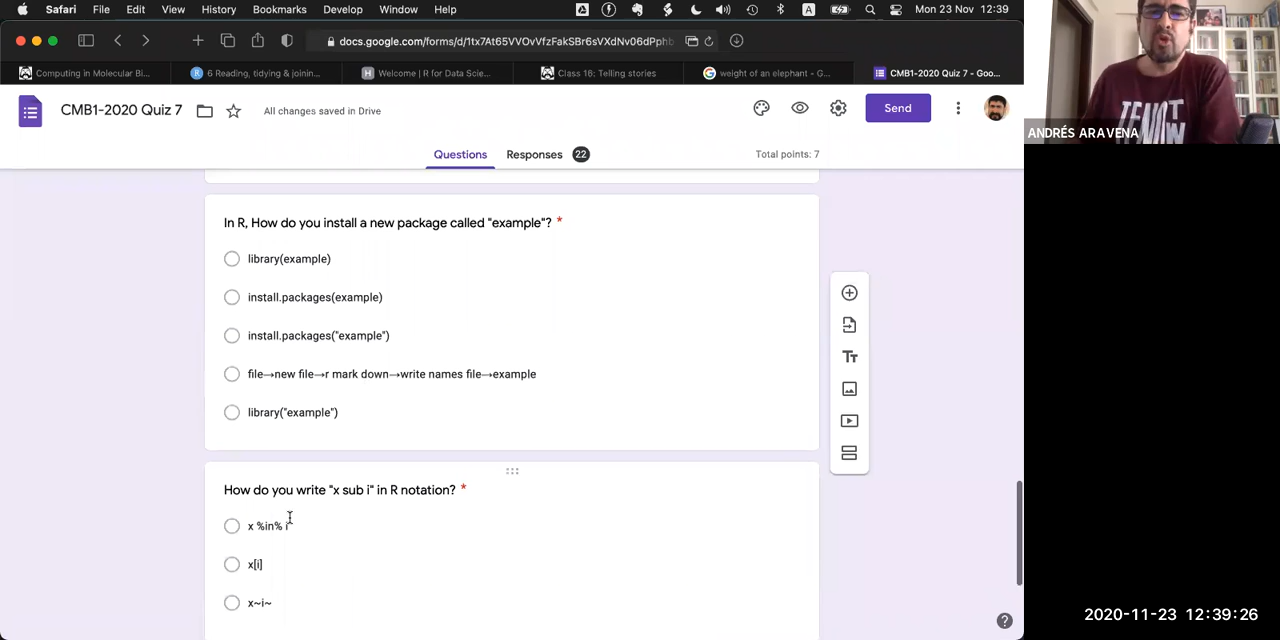 Safari File Edit View History Bookmarks Develop Window Help A Mon 23 Nov 12:39
docs.google.com/forms/d/1tx7At65VVOvVfzFakSBr6sVXdNv06dPphb
Computing in Molecular Bi... 6 Reading, tidying & joinin... Welcome | R for Data Scie... Class 16: Telling stories weight of an elephant - G... CMB1-2020 Quiz 7 - Goo...
CMB1-2020 Quiz 7 All changes saved in Drive Send
ANDRÉS ARAVENA
Questions Responses 22 Total points: 7
In R, How do you install a new package called "example"? *
library(example)
install.packages(example)
install.packages("example")
file→new file→r mark down→write names file→example
library("example")
How do you write "x sub i" in R notation? *
x %in% i
x[i]
x~i~
2020-11-23 12:39:26